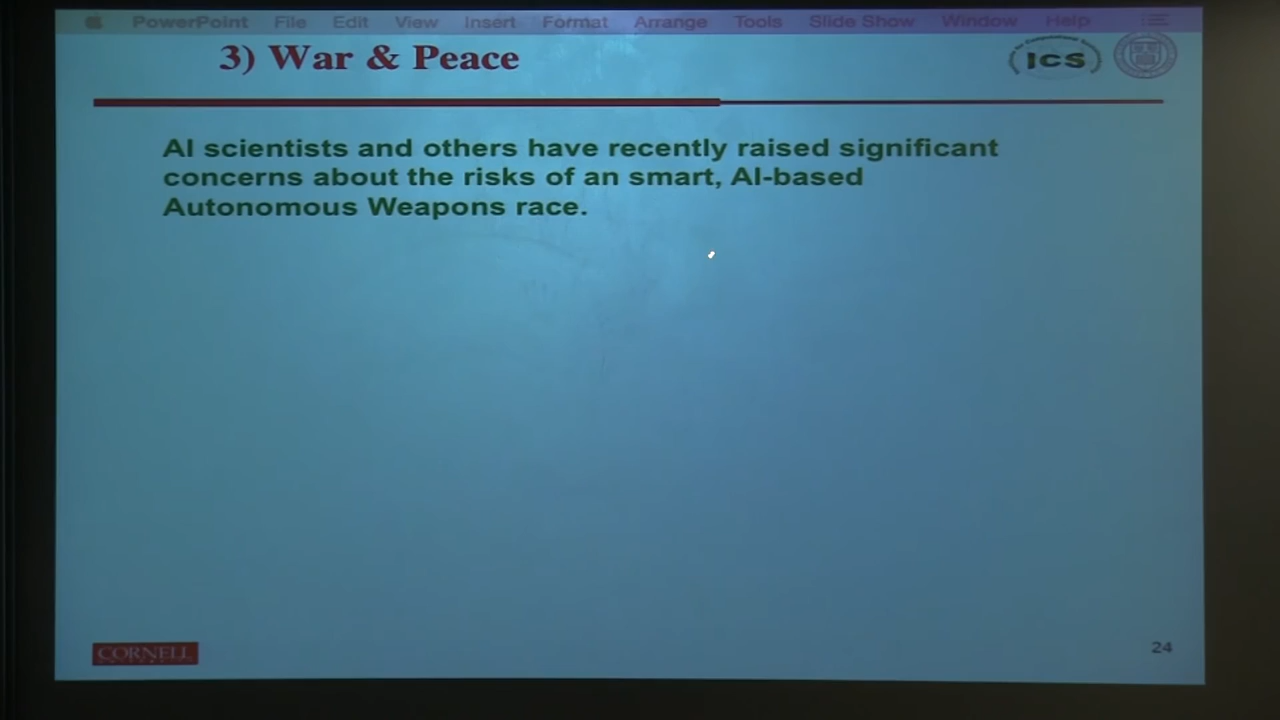 PowerPoint File Edit View Insert Format Arrange Tools Slide Show Window Help
3) War & Peace
ICS
AI scientists and others have recently raised significant
concerns about the risks of an smart, AI-based
Autonomous Weapons race.
CORNELL
24